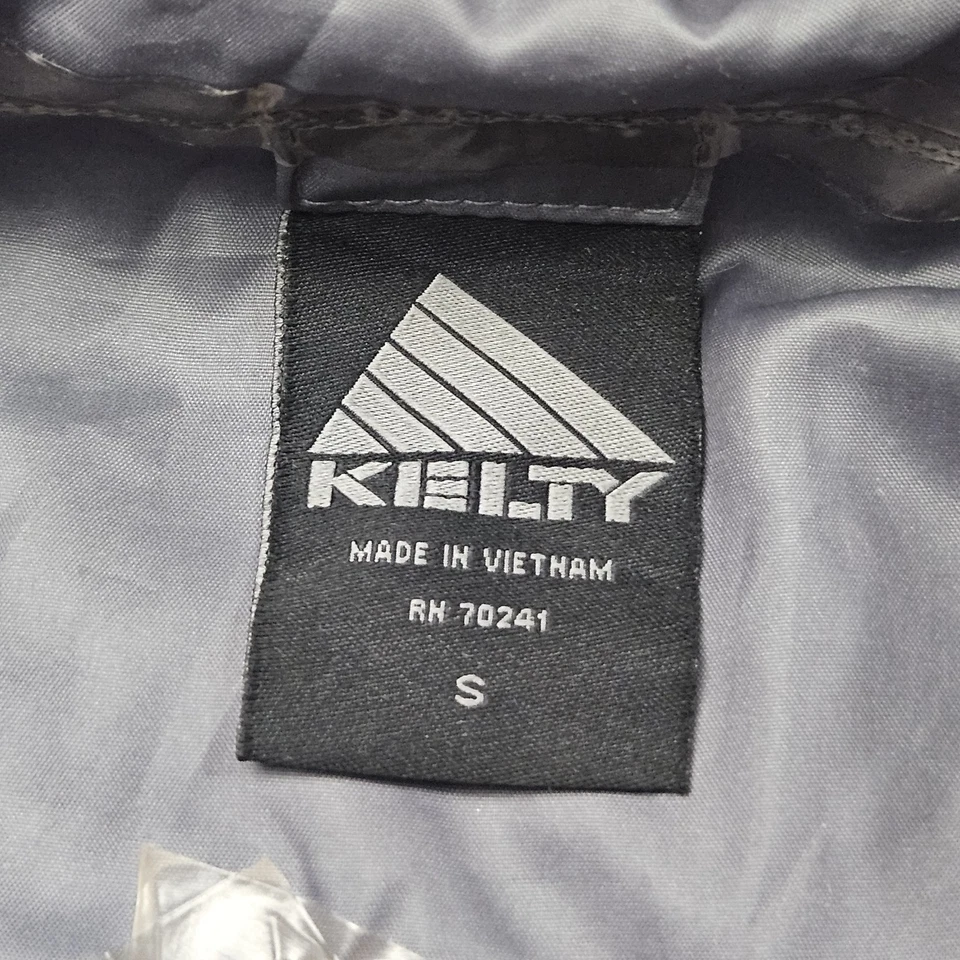 KELTY
MADE IN VIETNAM
RN 70241
S